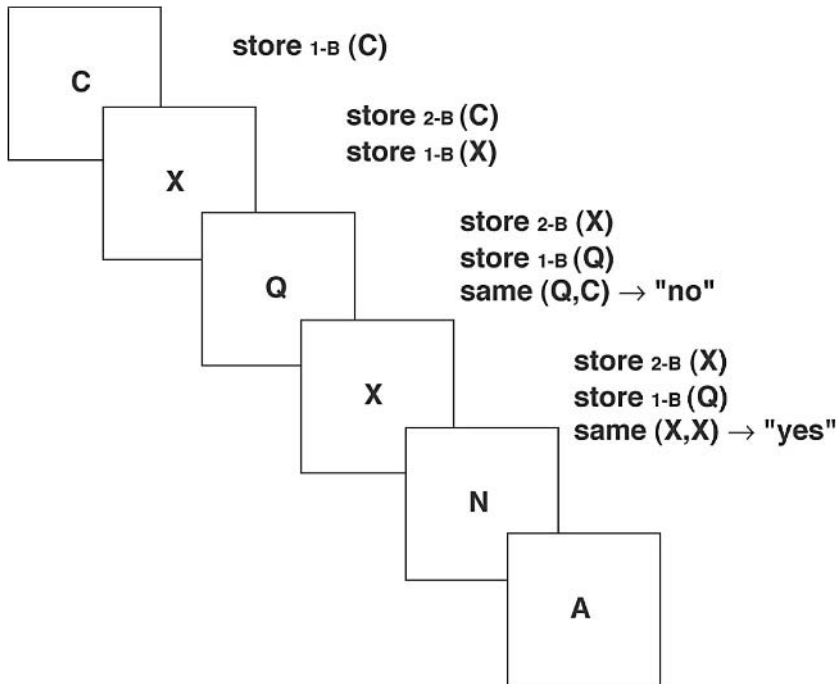 C
store 1-B (C)
X
store 2-B (C)
store 1-B (X)
Q
store 2-B (X)
store 1-B (Q)
same (Q,C) → "no"
X
store 2-B (X)
store 1-B (Q)
same (X,X) → "yes"
N
A